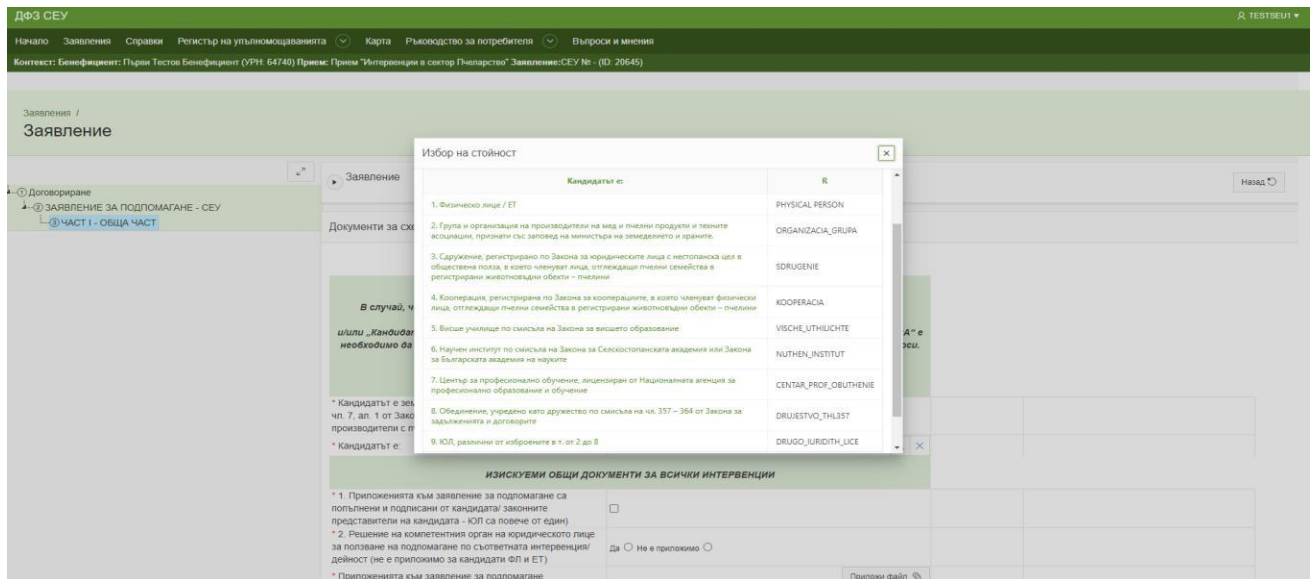 ДФЗ СЕУ
TESTSEU1
Начало Заявления Справки Регистър на упълномощаванията Карта Ръководство за потребителя Въпроси и мнения
Контекст: Бенефициент: Първи Тестов Бенефициент (УРН: 64740) Прием: Прием "Интервенции в сектор Пчеларство" Заявление:СЕУ № - (ID: 20645)
Заявления /
Заявление
Договориране
ЗАЯВЛЕНИЕ ЗА ПОДПОМАГАНЕ - СЕУ
ЧАСТ I - ОБЩА ЧАСТ
Заявление
Назад
Документи за
В случай,
и/или
А" е
необходимо да
* Кандидатът е
чл. 7, ал. 1 от
производители с
* Кандидатът е:
Избор на стойност
Кандидатът е: R
1. Физическо лице / ЕТ PHYSICAL PERSON
2. Група и организация на производители на мед и пчелни продукти и техните
асоциации, признати със заповед на министъра на земеделието и храните. ORGANIZACIA_GRUPA
3. Сдружение, регистрирано по Закона за юридическите лица с нестопанска цел в
обществена полза, в което членуват лица, отглеждащи пчелни семейства в
регистрирани животновъдни обекти – пчелини SDRUGENIE
4. Кооперация, регистрирана по Закона за кооперациите, в която членуват физически
лица, отглеждащи пчелни семейства в регистрирани животновъдни обекти – пчелини KOOPERACIA
5. Висше училище по смисъла на Закона за висшето образование VISCHE_UTHILICHTE
6. Научен институт по смисъла на Закона за Селскостопанската академия или Закона
за Българската академия на науките NUTHEN_INSTITUT
7. Център за професионално обучение, лицензиран от Националната агенция за
професионално образование и обучение CENTAR_PROF_OBUTHENIE
8. Обединение, учредено като дружество по смисъла на чл. 357 – 364 от Закона за
задълженията и договорите DRUJESTVO_THL357
9. ЮЛ, различни от изброените в т. от 2 до 8 DRUGO_IURIDITH_LICE
ИЗИСКУЕМИ ОБЩИ ДОКУМЕНТИ ЗА ВСИЧКИ ИНТЕРВЕНЦИИ
* 1. Приложенията към заявление за подпомагане са
попълнени и подписани от кандидата/ законните
представители на кандидата - ЮЛ са повече от един)
* 2. Решение на компетентния орган на юридическото лице
за ползване на подпомагане по съответната интервенция/
дейност (не е приложимо за кандидати ФЛ и ЕТ)
Да Не е приложимо
* Приложенията към заявление за подпомагане
Приложи файл